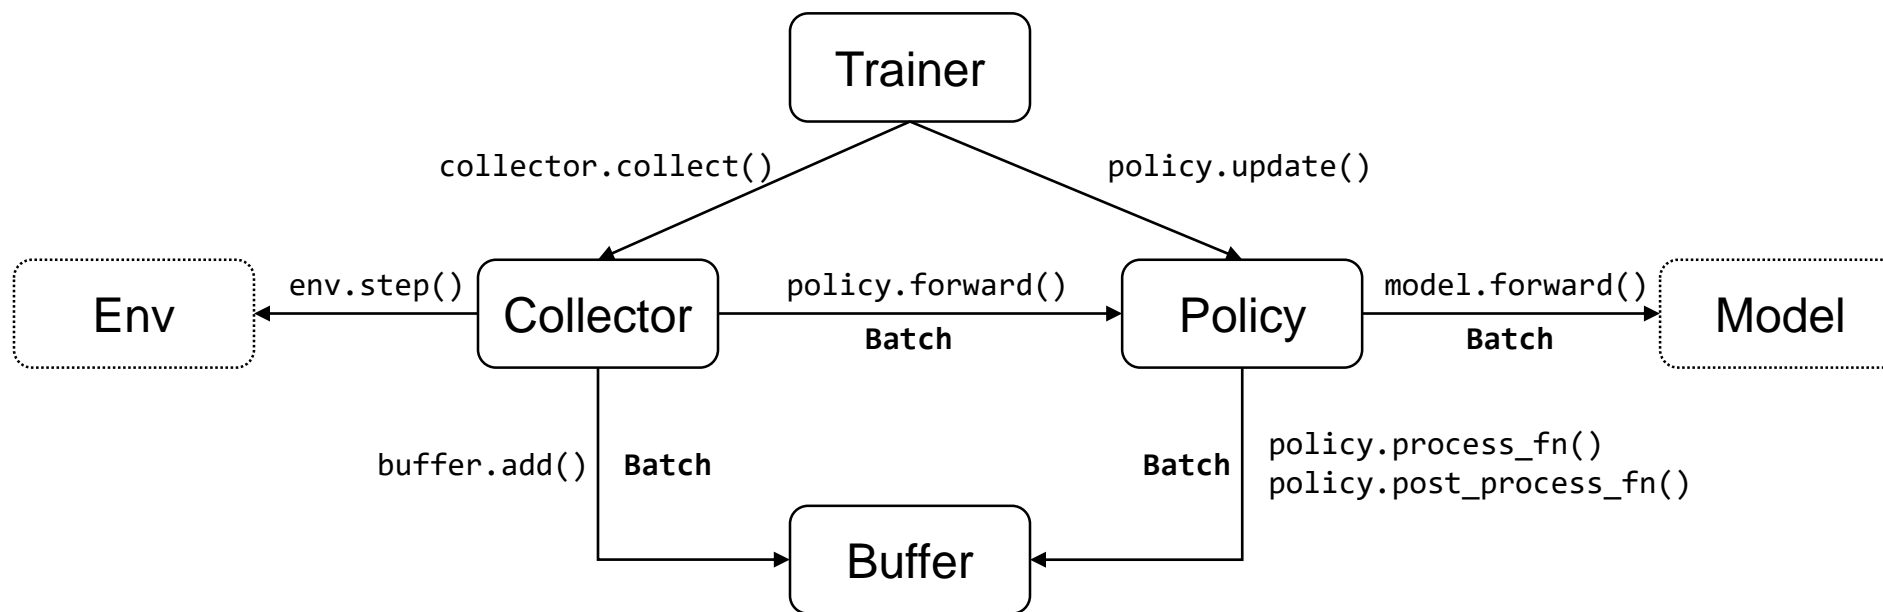 Trainer
collector.collect()
policy.update()
Env
env.step()
Collector
policy.forward()
Batch
Policy
model.forward()
Batch
Model
buffer.add()
Batch
Batch
policy.process_fn()
policy.post_process_fn()
Buffer